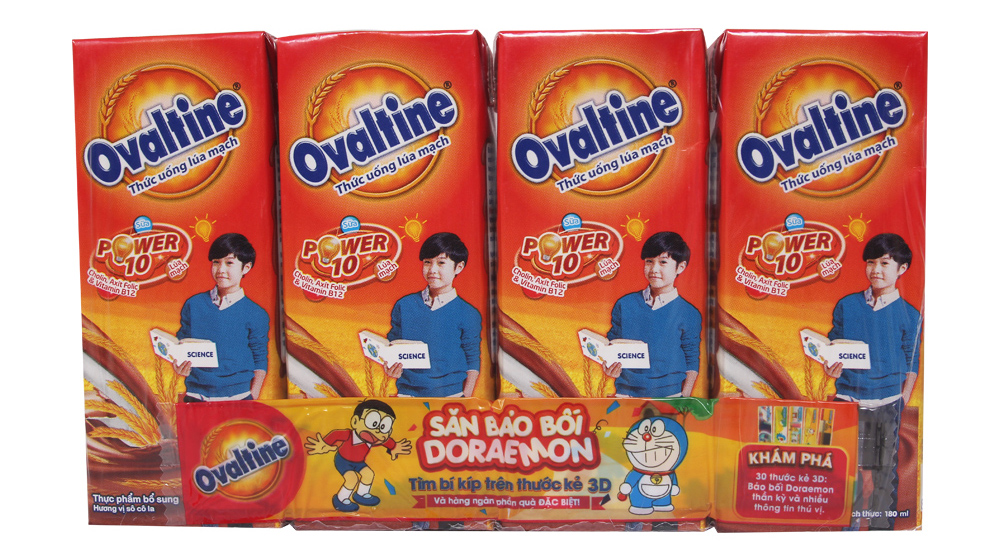 Ovaltine®
Thức uống lúa mạch
Sữa
POWER
10
Lúa
mạch
Cholin, Axit Folic
& Vitamin B12
SCIENCE
Ovaltine®
Thức uống lúa mạch
Sữa
POWER
10
Lúa
mạch
Cholin, Axit Folic
& Vitamin B12
SCIENCE
Ovaltine®
Thức uống lúa mạch
Sữa
POWER
10
Lúa
mạch
Cholin, Axit Folic
& Vitamin B12
SCIENCE
Ovaltine®
Thức uống lúa mạch
Sữa
POWER
10
Lúa
mạch
Cholin, Axit Folic
& Vitamin B12
SCIENCE
Thực phẩm bổ sung
Hương vị sô cô la
Ovaltine
SĂN BẢO BỐI
DORAEMON
Tìm bí kíp trên thước kẻ 3D
Và hàng ngàn phần quà ĐẶC BIỆT!
KHÁM PHÁ
30 thước kẻ 3D:
Bảo bối Doraemon
thần kỳ và nhiều
thông tin thú vị.
thực: 180 ml